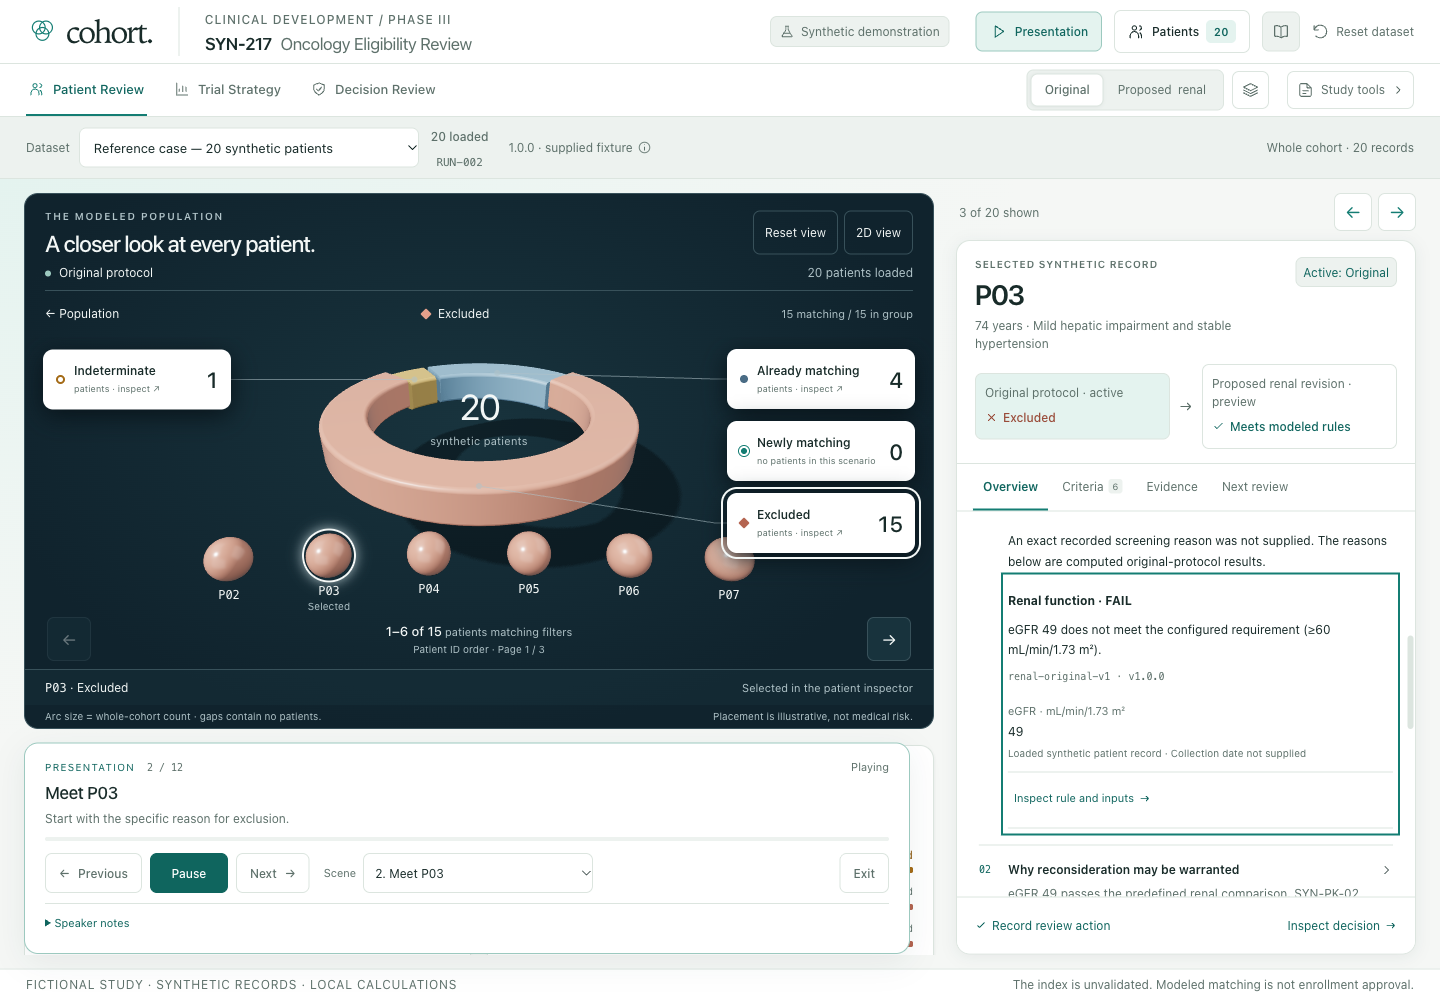 cohort.
CLINICAL DEVELOPMENT / PHASE III
SYN-217 Oncology Eligibility Review
Synthetic demonstration
Presentation
Patients 20
Reset dataset
Patient Review
Trial Strategy
Decision Review
Original
Proposed renal
Study tools
Dataset
Reference case — 20 synthetic patients
20 loaded
RUN-002
1.0.0 · supplied fixture
Whole cohort · 20 records
THE MODELED POPULATION
A closer look at every patient.
Reset view
2D view
Original protocol
20 patients loaded
← Population
Excluded
15 matching / 15 in group
Indeterminate
patients · inspect ↗
1
Already matching
patients · inspect ↗
4
Newly matching
no patients in this scenario
0
Excluded
patients · inspect ↗
15
20
synthetic patients
P02
P03
Selected
P04
P05
P06
P07
←
1–6 of 15 patients matching filters
Patient ID order · Page 1 / 3
→
P03 · Excluded
Selected in the patient inspector
Arc size = whole-cohort count · gaps contain no patients.
Placement is illustrative, not medical risk.
PRESENTATION 2 / 12
Playing
Meet P03
Start with the specific reason for exclusion.
← Previous
Pause
Next →
Scene
2. Meet P03
Exit
Speaker notes
3 of 20 shown
← →
SELECTED SYNTHETIC RECORD
P03
Active: Original
74 years · Mild hepatic impairment and stable
hypertension
Original protocol · active
Excluded
→
Proposed renal revision ·
preview
Meets modeled rules
Overview
Criteria 6
Evidence
Next review
An exact recorded screening reason was not supplied. The reasons
below are computed original-protocol results.
Renal function · FAIL
eGFR 49 does not meet the configured requirement (≥60
mL/min/1.73 m²).
renal-original-v1 · v1.0.0
eGFR · mL/min/1.73 m²
49
Loaded synthetic patient record · Collection date not supplied
Inspect rule and inputs →
02 Why reconsideration may be warranted
eGFR 49 passes the predefined renal comparison. SYN-PK-02
Record review action
Inspect decision →
FICTIONAL STUDY · SYNTHETIC RECORDS · LOCAL CALCULATIONS
The index is unvalidated. Modeled matching is not enrollment approval.